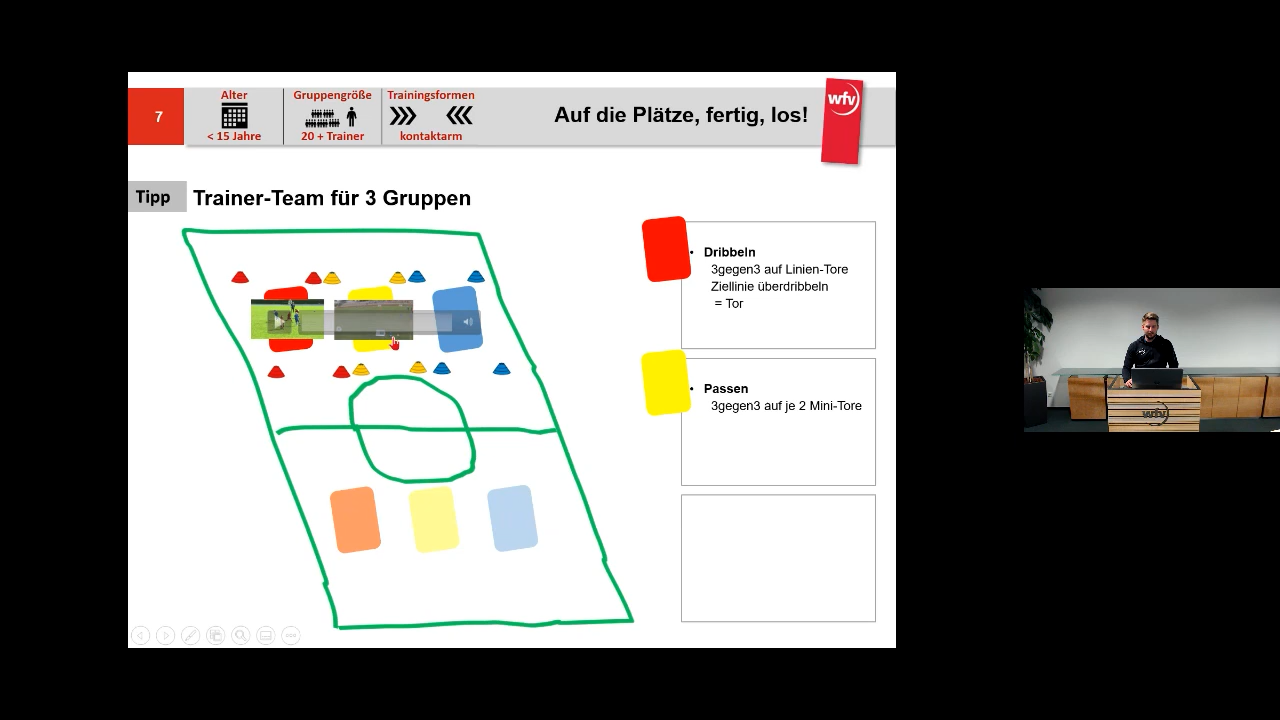 7
Alter
< 15 Jahre
Gruppengröße
20 + Trainer
Trainingsformen
kontaktarm
Auf die Plätze, fertig, los!
wfv
Tipp
Trainer-Team für 3 Gruppen
• Dribbeln
3gegen3 auf Linien-Tore
Ziellinie überdribbeln
= Tor
• Passen
3gegen3 auf je 2 Mini-Tore
wfv